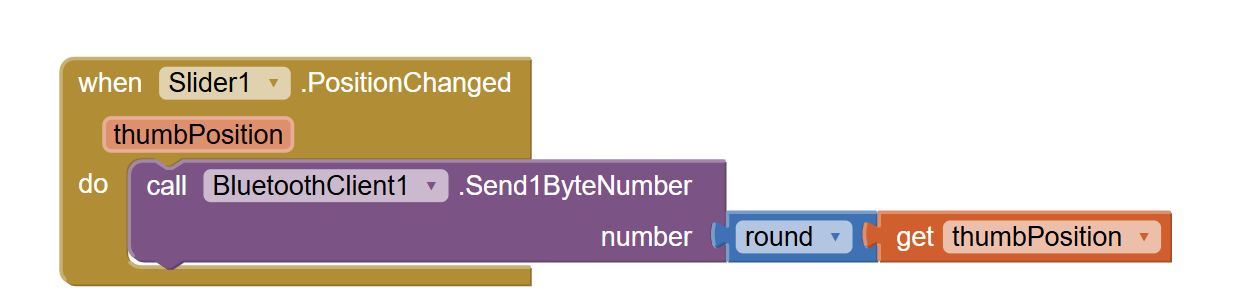 when Slider1 .PositionChanged
thumbPosition
do call BluetoothClient1 .Send1ByteNumber
number round get thumbPosition